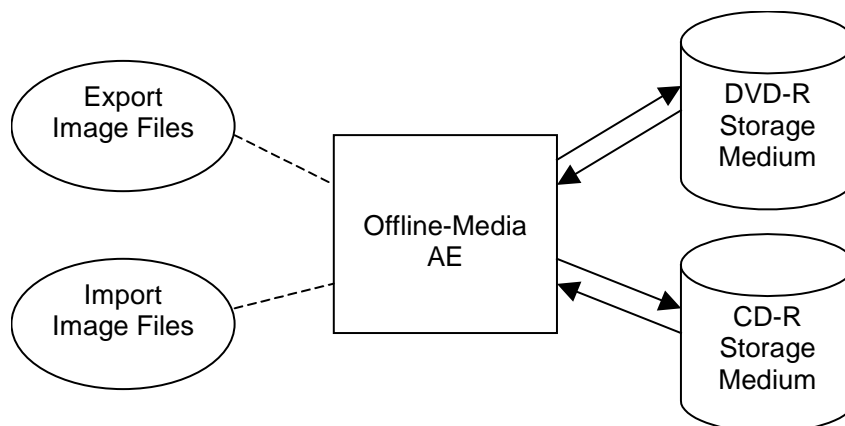 Export
Image Files
Import
Image Files
Offline-Media
AE
DVD-R
Storage
Medium
CD-R
Storage
Medium